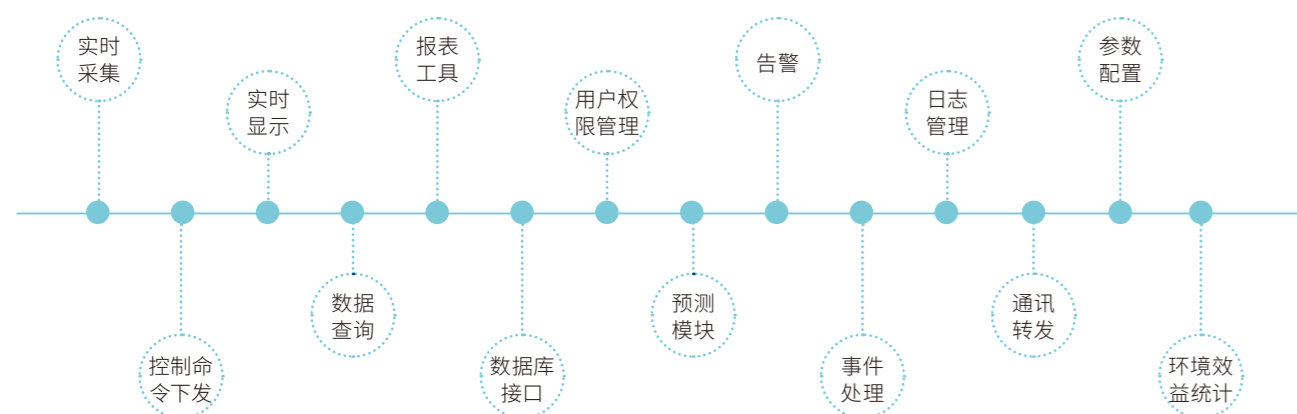 实时
采集
控制命
令下发
实时
显示
数据
查询
报表
工具
数据库
接口
用户权
限管理
预测
模块
告警
事件
处理
日志
管理
通讯
转发
参数
配置
环境效
益统计